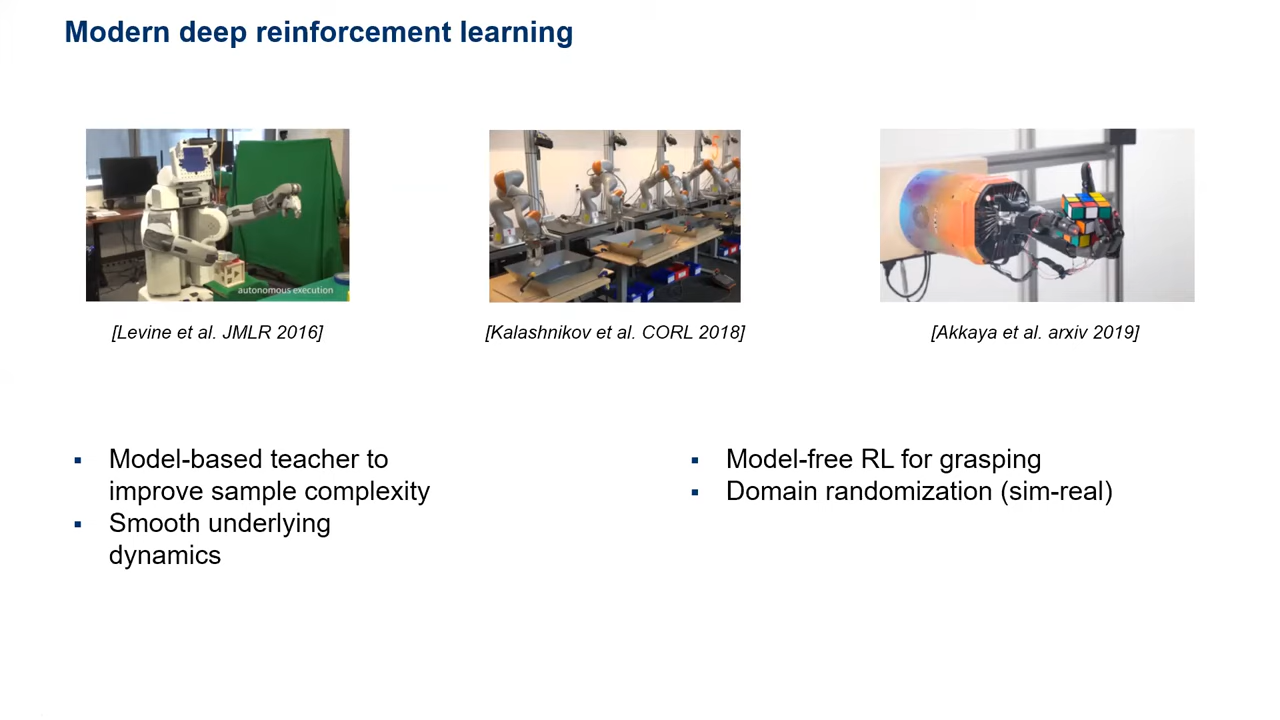 Modern deep reinforcement learning
autonomous execution
[Levine et al. JMLR 2016]
[Kalashnikov et al. CORL 2018]
[Akkaya et al. arxiv 2019]
▪ Model-based teacher to
improve sample complexity
▪ Smooth underlying
dynamics
▪ Model-free RL for grasping
▪ Domain randomization (sim-real)